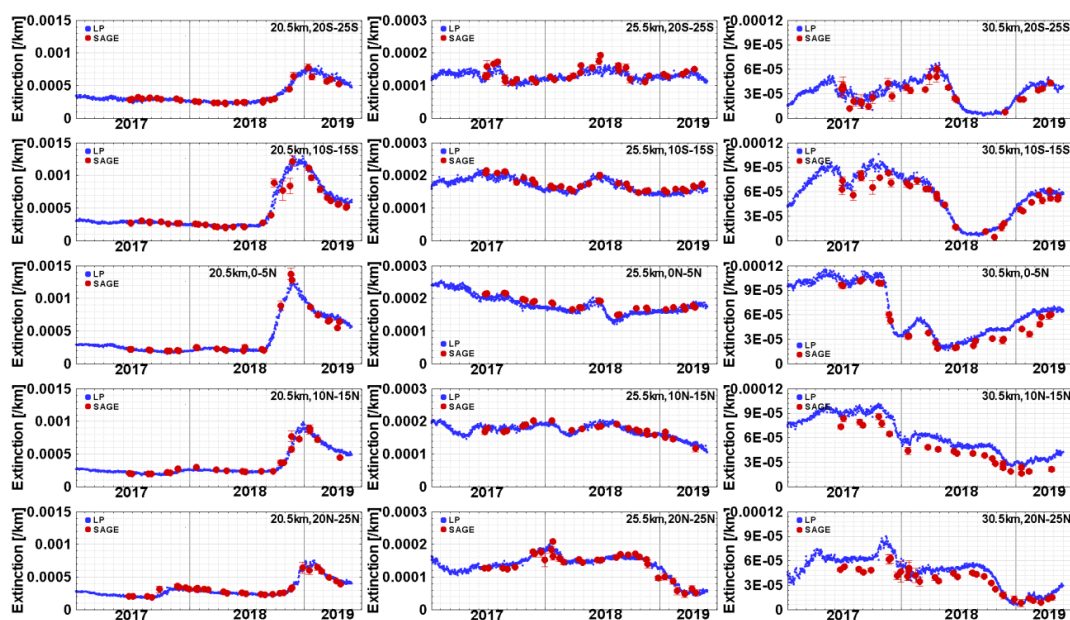 Extinction [/km]
0.0015
20.5km,20S-25S
LP
SAGE
0.001
0.0005
0
2017 2018 2019
Extinction [/km]
0.0003
25.5km,20S-25S
LP
SAGE
0.0002
0.0001
0
2017 2018 2019
Extinction [/km]
0.00012
30.5km,20S-25S
LP
SAGE
9E-05
6E-05
3E-05
0
2017 2018 2019
Extinction [/km]
0.0015
20.5km,10S-15S
LP
SAGE
0.001
0.0005
0
2017 2018 2019
Extinction [/km]
0.0003
25.5km,10S-15S
LP
SAGE
0.0002
0.0001
0
2017 2018 2019
Extinction [/km]
0.00012
30.5km,10S-15S
LP
SAGE
9E-05
6E-05
3E-05
0
2017 2018 2019
Extinction [/km]
0.0015
20.5km,0-5N
LP
SAGE
0.001
0.0005
0
2017 2018 2019
Extinction [/km]
0.0003
25.5km,0N-5N
0.0002
0.0001
LP
SAGE
0
2017 2018 2019
Extinction [/km]
0.00012
30.5km,0-5N
9E-05
6E-05
3E-05
LP
SAGE
0
2017 2018 2019
Extinction [/km]
0.0015
20.5km,10N-15N
LP
SAGE
0.001
0.0005
0
2017 2018 2019
Extinction [/km]
0.0003
25.5km,10N-15N
LP
SAGE
0.0002
0.0001
0
2017 2018 2019
Extinction [/km]
0.00012
30.5km,10N-15N
9E-05
6E-05
3E-05
LP
SAGE
0
2017 2018 2019
Extinction [/km]
0.0015
20.5km,20N-25N
LP
SAGE
0.001
0.0005
0
2017 2018 2019
Extinction [/km]
0.0003
25.5km,20N-25N
LP
SAGE
0.0002
0.0001
0
2017 2018 2019
Extinction [/km]
0.00012
30.5km,20N-25N
LP
SAGE
9E-05
6E-05
3E-05
0
2017 2018 2019